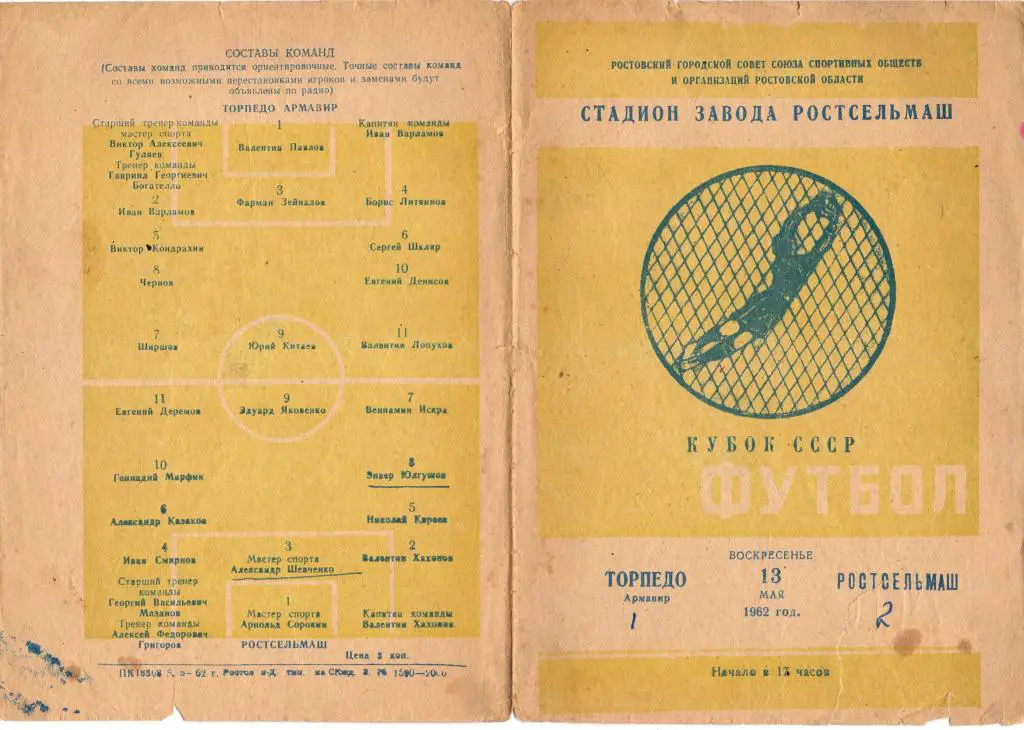 СОСТАВЫ КОМАНД
(Составы команд приводятся ориентировочные. Точные составы команд
со всеми возможными перестановками игроков и заменами будут
объявлены по радио)
ТОРПЕДО АРМАВИР
Старший тренер команды
мастер спорта
Виктор Алексеевич
Гуляев
Тренер команды
Гавриил Георгиевич
Богателло
1
Валентин Павлов
Капитан команды
Иван Варламов
2
Иван Варламов
3
Фарман Зейналов
4
Борис Литвинов
5
Виктор Кондрахин
6
Сергей Шкляр
8
Чернов
10
Евгений Денисов
7
Ширшов
9
Юрий Китаев
11
Валентин Лопухов
11
Евгений Деремов
9
Эдуард Яковенко
7
Вениамин Искра
10
Геннадий Марфин
8
Энвер Юлгушов
6
Александр Казаков
5
Николай Караев
4
Иван Смирнов
3
Мастер спорта
Александр Шевченко
2
Валентин Хахонов
Старший тренер
команды
Георгий Васильевич
Мазанов
Тренер команды
Алексей Федорович
Григоров
1
Мастер спорта
Арнольд Сорокин
Капитан команды
Валентин Хахонов
РОСТСЕЛЬМАШ
Цена 3 коп.
РОСТОВСКИЙ ГОРОДСКОЙ СОВЕТ СОЮЗА СПОРТИВНЫХ ОБЩЕСТВ
И ОРГАНИЗАЦИЙ РОСТОВСКОЙ ОБЛАСТИ
СТАДИОН ЗАВОДА РОСТСЕЛЬМАШ
КУБОК СССР
ФУТБОЛ
ВОСКРЕСЕНЬЕ
ТОРПЕДО 13 РОСТСЕЛЬМАШ
Армавир МАЯ
1 1962 год. 2
Начало в 17 часов